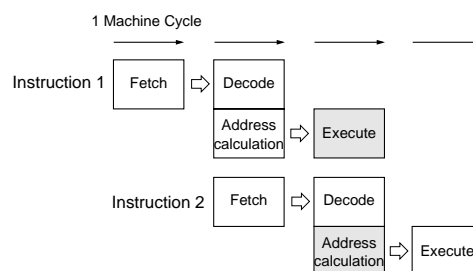 1 Machine Cycle
Instruction 1
Fetch
Decode
Address
calculation
Execute
Instruction 2
Fetch
Decode
Address
calculation
Execute